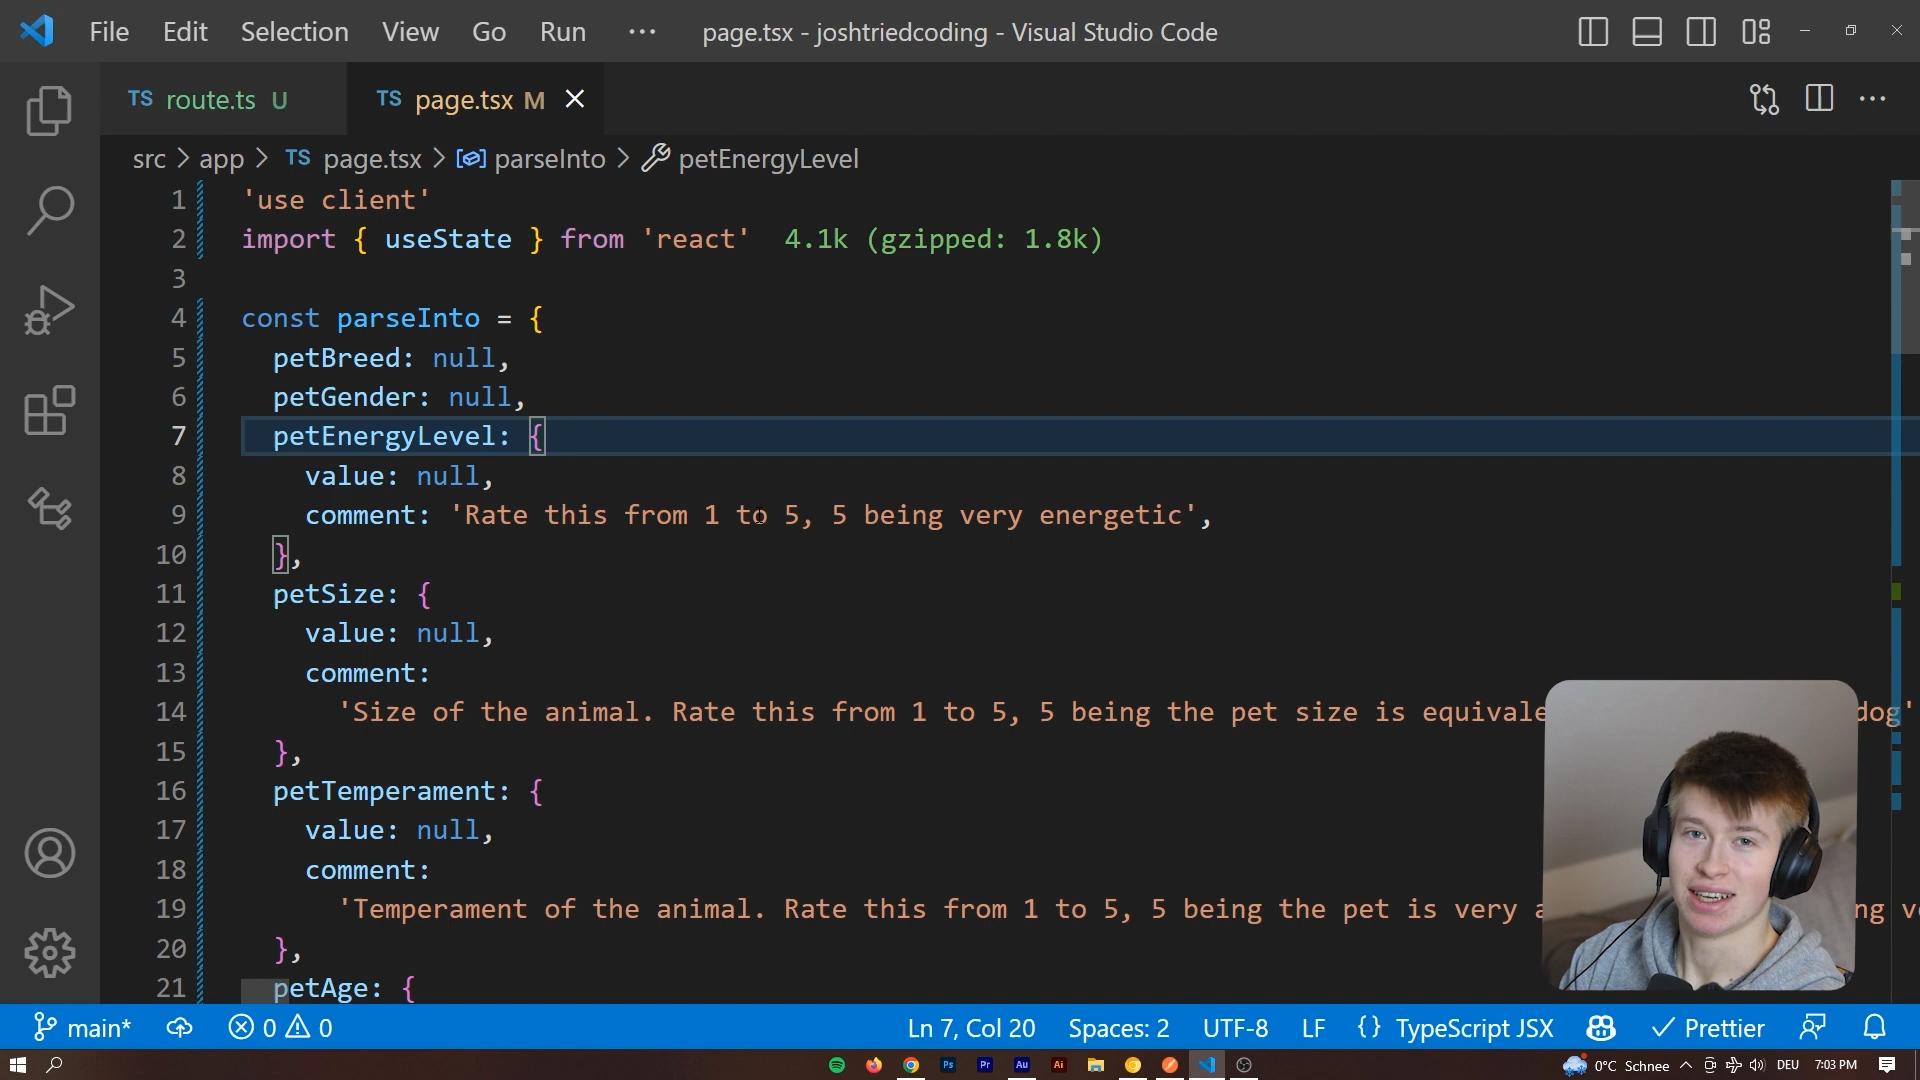 File Edit Selection View Go Run ··· page.tsx - joshtriedcoding - Visual Studio Code
TS route.ts U TS page.tsx M
src > app > TS page.tsx > parseInto > petEnergyLevel
1 'use client'
2 import { useState } from 'react' 4.1k (gzipped: 1.8k)
3
4 const parseInto = {
5 petBreed: null,
6 petGender: null,
7 petEnergyLevel: {
8 value: null,
9 comment: 'Rate this from 1 to 5, 5 being very energetic',
10 },
11 petSize: {
12 value: null,
13 comment:
14 'Size of the animal. Rate this from 1 to 5, 5 being the pet size is dog'
15 },
16 petTemperament: {
17 value: null,
18 comment:
19 'Temperament of the animal. Rate this from 1 to 5, 5 being the pet is very
20 },
21 petAge: {
main* 0 0 Ln 7, Col 20 Spaces: 2 UTF-8 LF {} TypeScript JSX Prettier
Ps Pr Au Ai 0°C Schnee DEU 7:03 PM